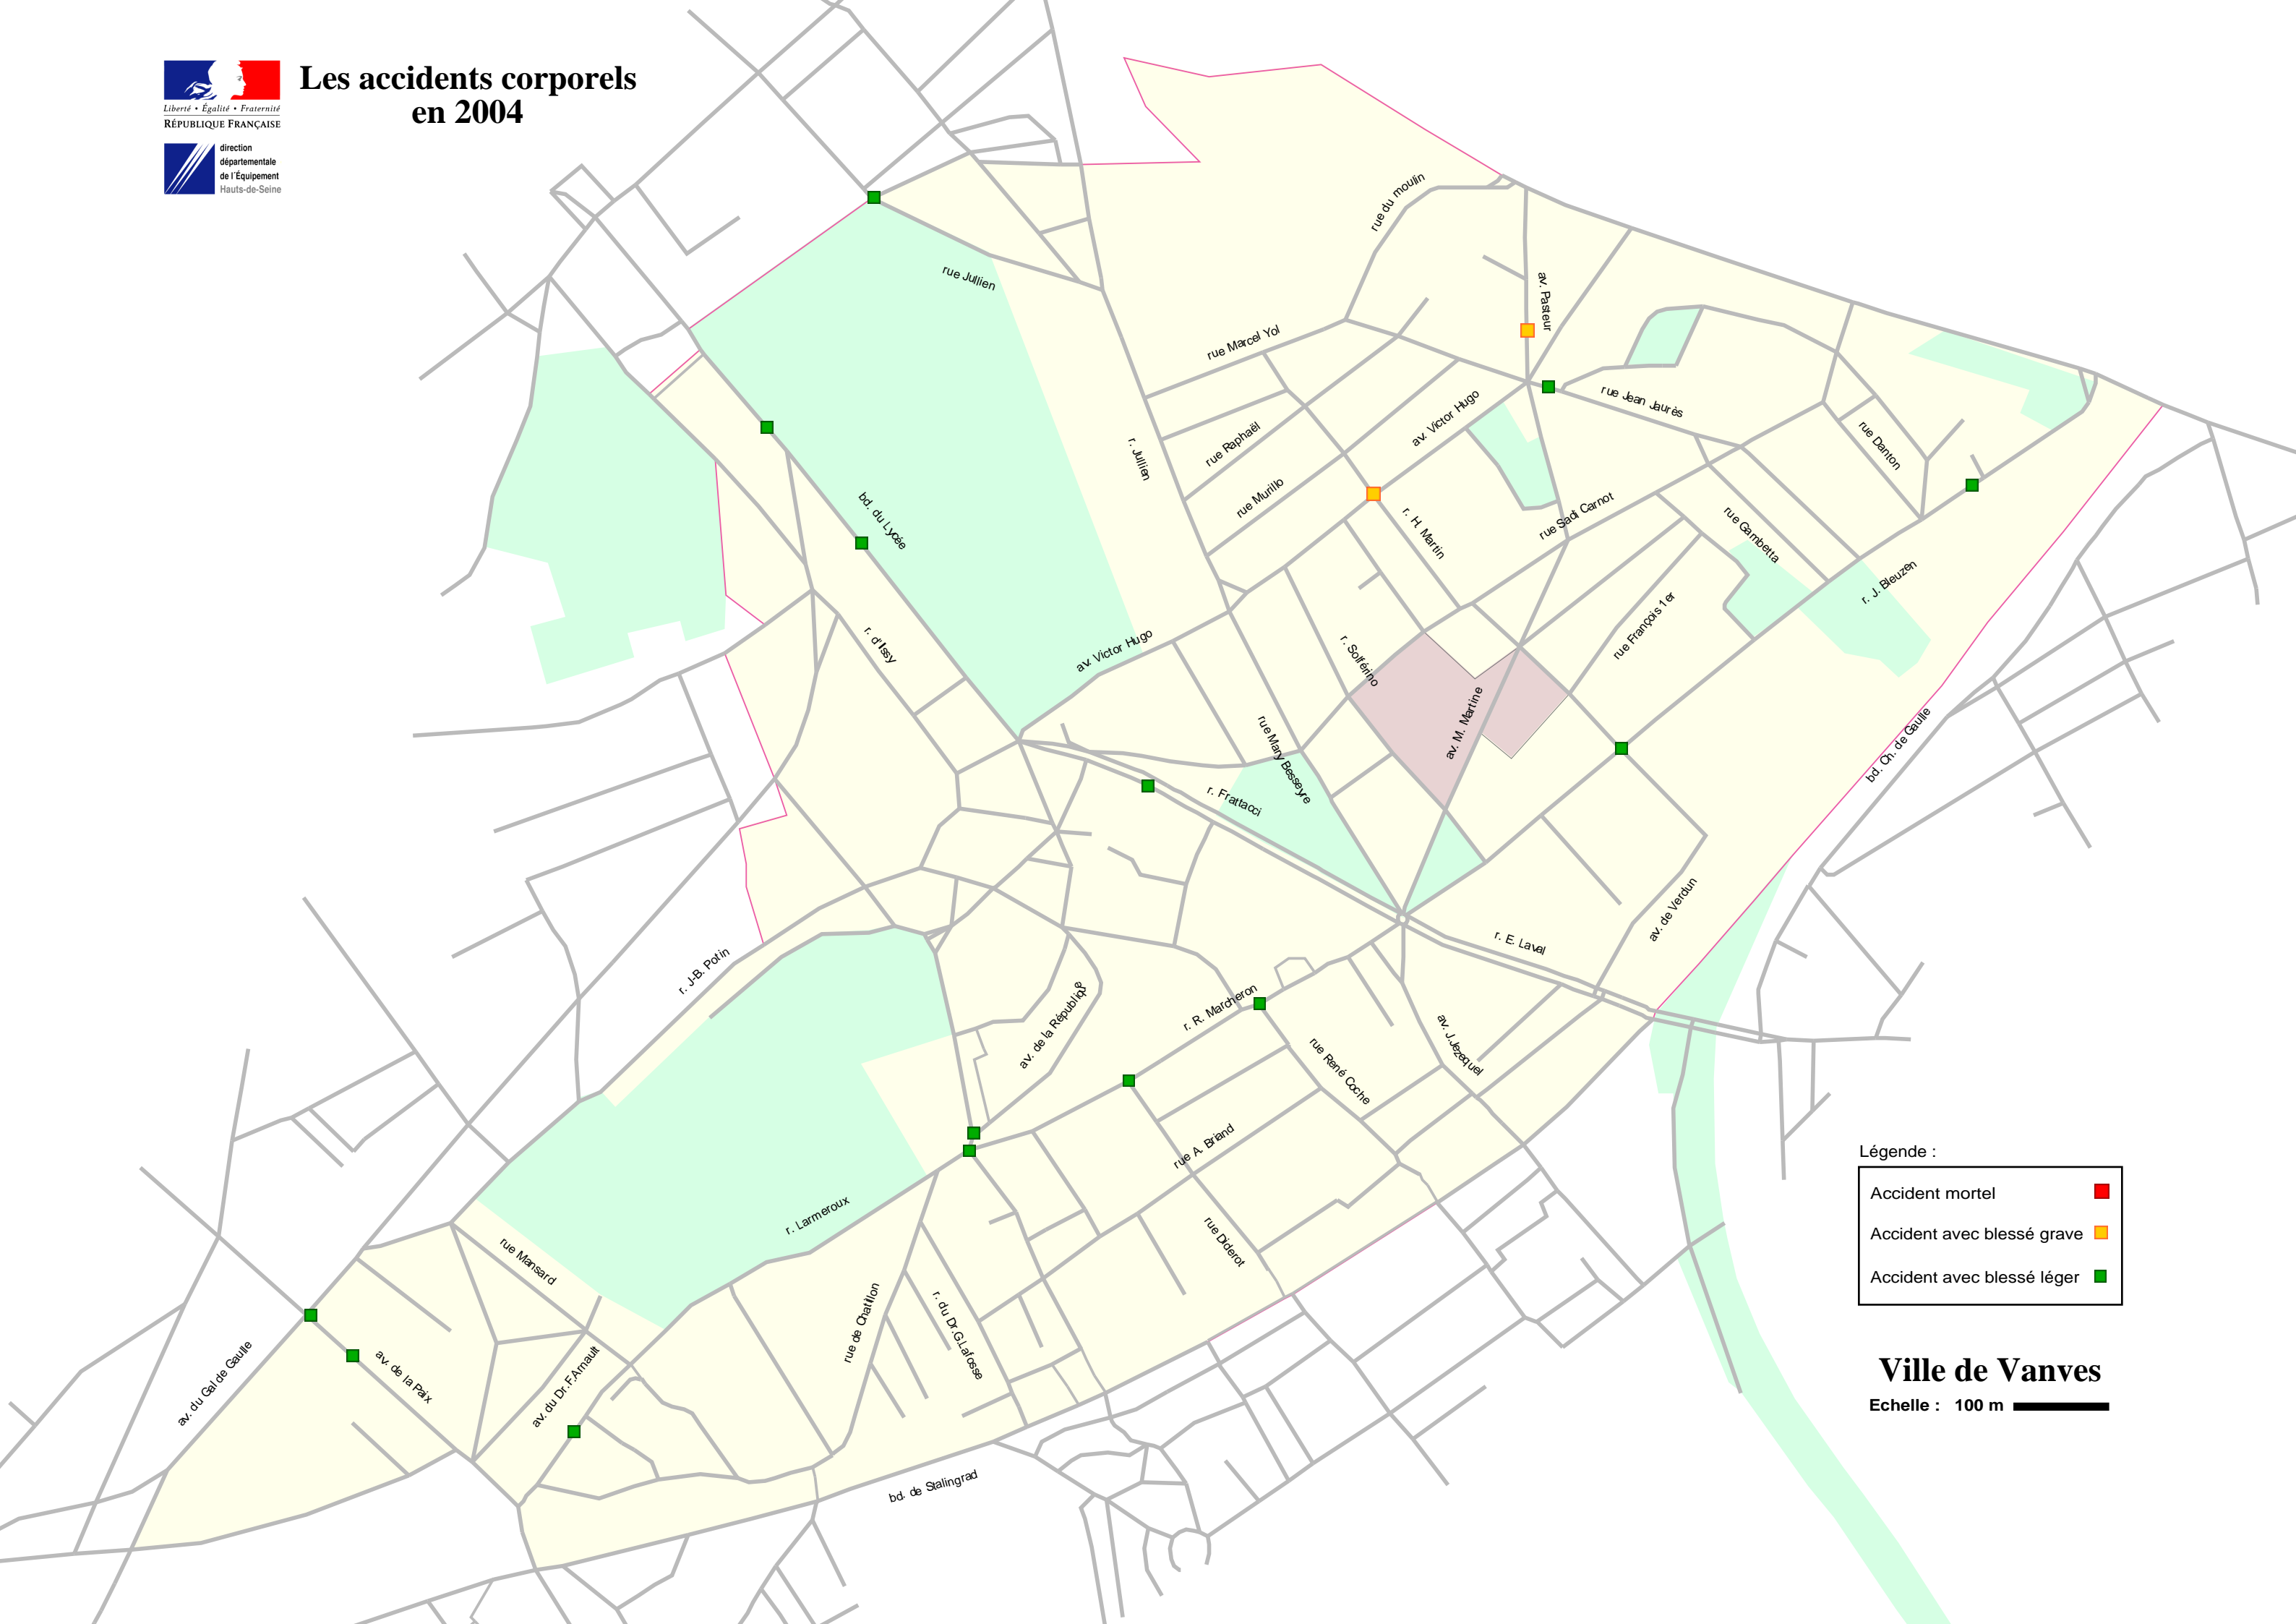 Les accidents corporels
en 2004
Liberté • Égalité • Fraternité
RÉPUBLIQUE FRANÇAISE
direction
départementale
de l'Équipement
Hauts-de-Seine
rue du moulin
rue Jullien
av. Pasteur
rue Marcel Yol
rue Jean Jaurès
av. Victor Hugo
rue Danton
r. Jullien
rue Raphaël
rue Murillo
bd. du Lycée
r. H. Martin
rue Sadi Carnot
rue Gambetta
r. J. Bleuzen
r. d'Issy
av. Victor Hugo
r. Solférino
rue François 1er
av. M. Martine
rue Mary Besseyre
bd. Ch. de Gaulle
r. Frattacci
av. de Verdun
r. E. Laval
r. J-B. Potin
av. de la République
r. R. Marcheron
rue René Coche
av. J.Jezequel
rue A. Briand
r. Larmeroux
rue Mansard
rue Diderot
rue de Chatillon
r. du Dr.G.Lafosse
av. du Gal de Gaulle
av. de la Paix
av. du Dr.F.Arnault
bd. de Stalingrad
Légende :
Accident mortel
Accident avec blessé grave
Accident avec blessé léger
Ville de Vanves
Echelle : 100 m